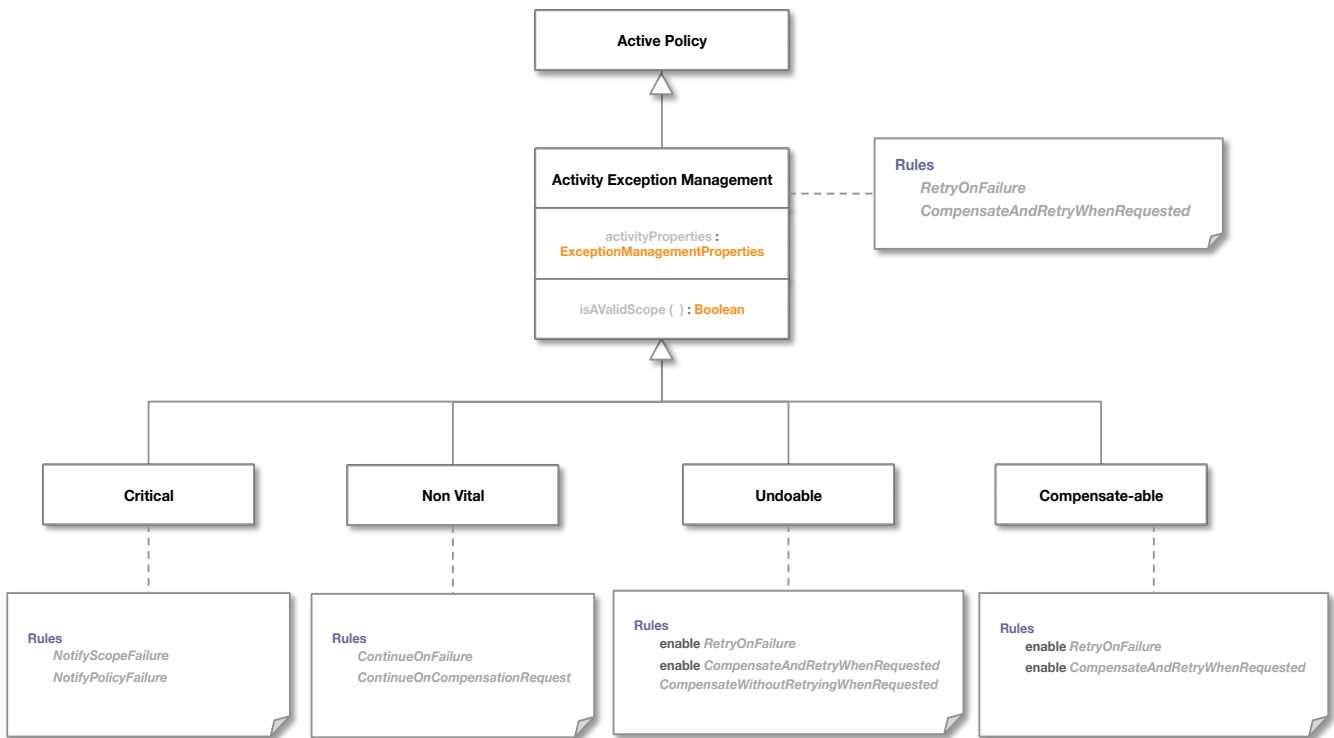 Active Policy
Activity Exception Management
activityProperties :
ExceptionManagementProperties
isAValidScope ( ) : Boolean
Rules
RetryOnFailure
CompensateAndRetryWhenRequested
Critical
Non Vital
Undoable
Compensate-able
Rules
NotifyScopeFailure
NotifyPolicyFailure
Rules
ContinueOnFailure
ContinueOnCompensationRequest
Rules
enable RetryOnFailure
enable CompensateAndRetryWhenRequested
CompensateWithoutRetryingWhenRequested
Rules
enable RetryOnFailure
enable CompensateAndRetryWhenRequested